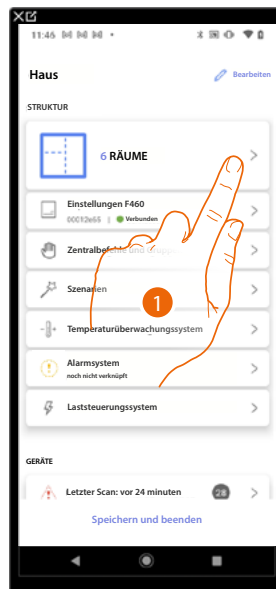 11:46
Haus
Bearbeiten
STRUKTUR
6 RÄUME
Einstellungen F460
00012e65 | Verbunden
Zentralbefehle und Gruppen
Szenarien
1
Temperaturüberwachungssystem
Alarmsystem
noch nicht verknüpft
Laststeuerungssystem
GERÄTE
Letzter Scan: vor 24 minuten
28
Speichern und beenden